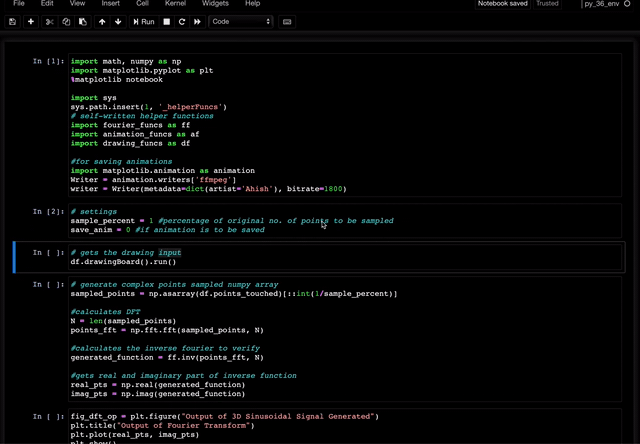 File Edit View Insert Cell Kernel Widgets Help Notebook saved Trusted py_36_env
Run Code
In [1]: import math, numpy as np
import matplotlib.pyplot as plt
%matplotlib notebook
import sys
sys.path.insert(1, '_helperFuncs')
# self-written helper functions
import fourier_funcs as ff
import animation_funcs as af
import drawing_funcs as df
#for saving animations
import matplotlib.animation as animation
Writer = animation.writers['ffmpeg']
writer = Writer(metadata=dict(artist='Ahish'), bitrate=1800)
In [2]: # settings
sample_percent = 1 #percentage of original no. of points to be sampled
save_anim = 0 #if animation is to be saved
In [ ]: # gets the drawing input
df.drawingBoard().run()
In [ ]: # generate complex points sampled numpy array
sampled_points = np.asarray(df.points_touched)[::int(1/sample_percent)]
#calculates DFT
N = len(sampled_points)
points_fft = np.fft.fft(sampled_points, N)
#calculates the inverse fourier to verify
generated_function = ff.inv(points_fft, N)
#gets real and imaginary part of inverse function
real_pts = np.real(generated_function)
imag_pts = np.imag(generated_function)
In [ ]: fig_dft_op = plt.figure("Output of 3D Sinusoidal Signal Generated")
plt.title("Output of Fourier Transform")
plt.plot(real_pts, imag_pts)
plt.show()